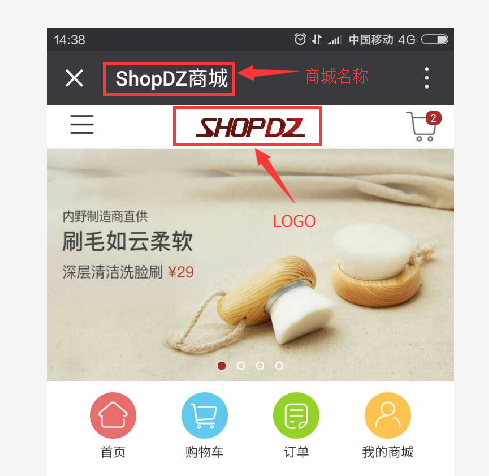 14:38 中国移动 4G
ShopDZ商城 商城名称
SHOPDZ 2
LOGO
内野制造商直供
刷毛如云柔软
深层清洁洗脸刷 ¥29
首页 购物车 订单 我的商城